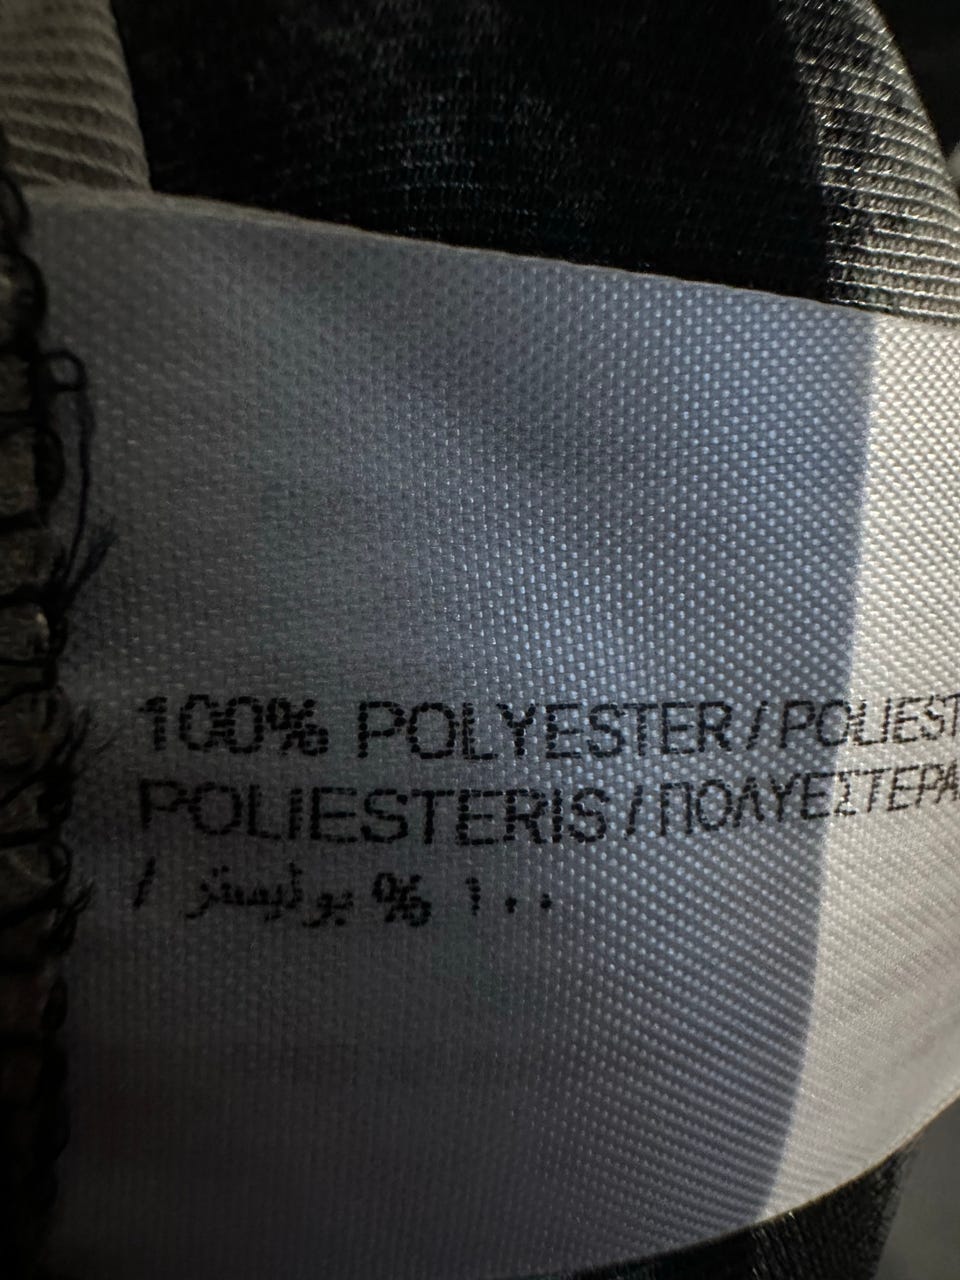 100% POLYESTER / POLIEST
POLIESTERIS / ΠΟΛΥΕΣΤΕΡΑ
١٠٠ % بوليستر /